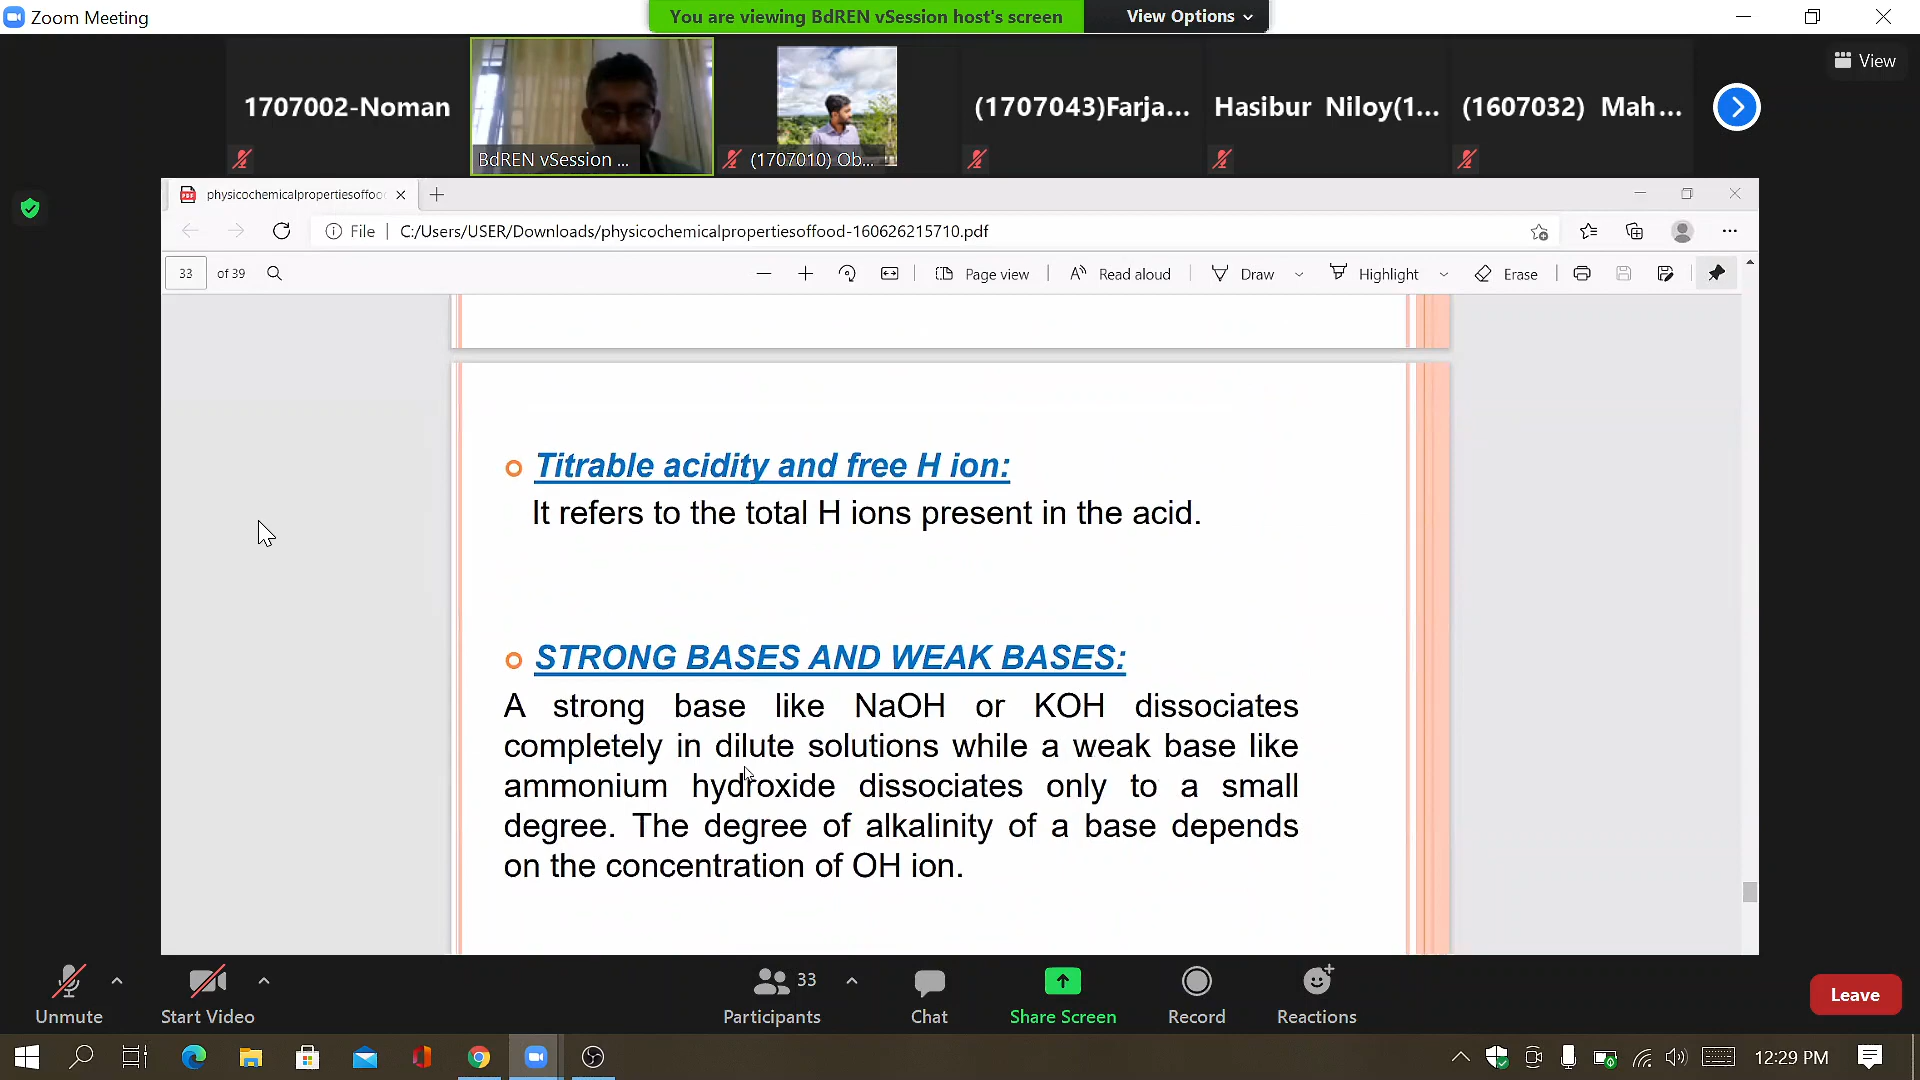 Zoom Meeting
You are viewing BdREN vSession host's screen
View Options
View
1707002-Noman
BdREN vSession ...
(1707010) Ob...
(1707043)Farja...
Hasibur Niloy(1...
(1607032) Mah...
physicochemicalpropertiesoffood
File
C:/Users/USER/Downloads/physicochemicalpropertiesoffood-160626215710.pdf
33 of 39
Page view
Read aloud
Draw
Highlight
Erase
Titrable acidity and free H ion:
It refers to the total H ions present in the acid.
STRONG BASES AND WEAK BASES:
A strong base like NaOH or KOH dissociates
completely in dilute solutions while a weak base like
ammonium hydroxide dissociates only to a small
degree. The degree of alkalinity of a base depends
on the concentration of OH ion.
Unmute
Start Video
33
Participants
Chat
Share Screen
Record
Reactions
Leave
12:29 PM